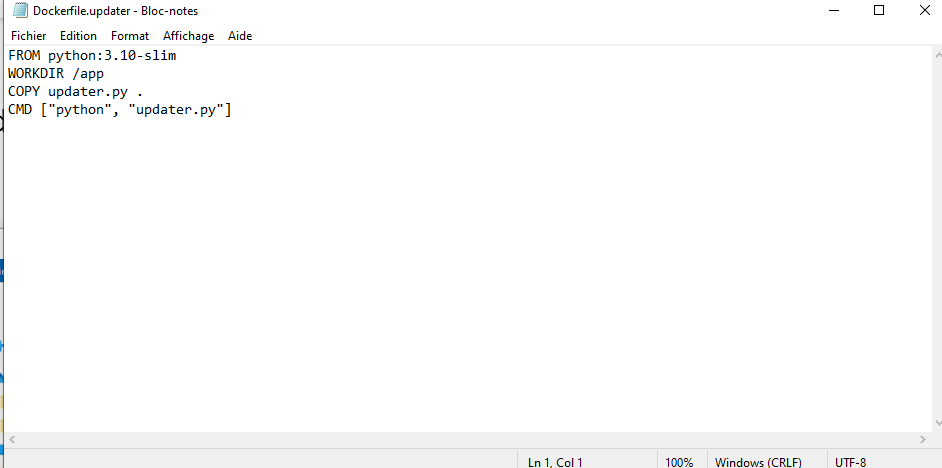 Dockerfile.updater - Bloc-notes
Fichier Edition Format Affichage Aide
FROM python:3.10-slim
WORKDIR /app
COPY updater.py .
CMD ["python", "updater.py"]
Ln 1, Col 1 100% Windows (CRLF) UTF-8